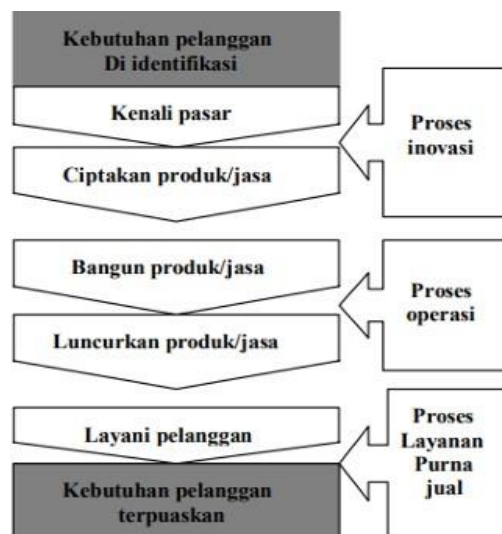 Kebutuhan pelanggan
Di identifikasi
Kenali pasar
Ciptakan produk/jasa
Proses
inovasi
Bangun produk/jasa
Luncurkan produk/jasa
Proses
operasi
Layani pelanggan
Kebutuhan pelanggan
terpuaskan
Proses
Layanan
Purna
jual